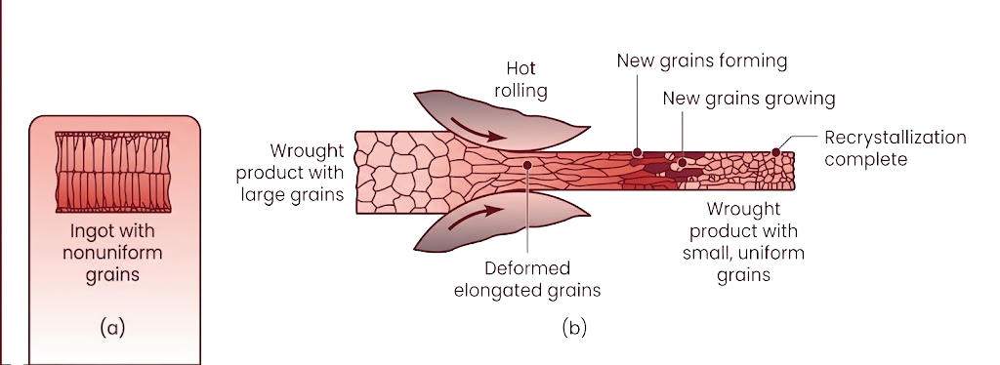 Ingot with
nonuniform
grains
(a)
Wrought
product with
large grains
Hot
rolling
Deformed
elongated grains
New grains forming
New grains growing
Recrystallization
complete
Wrought
product with
small, uniform
grains
(b)